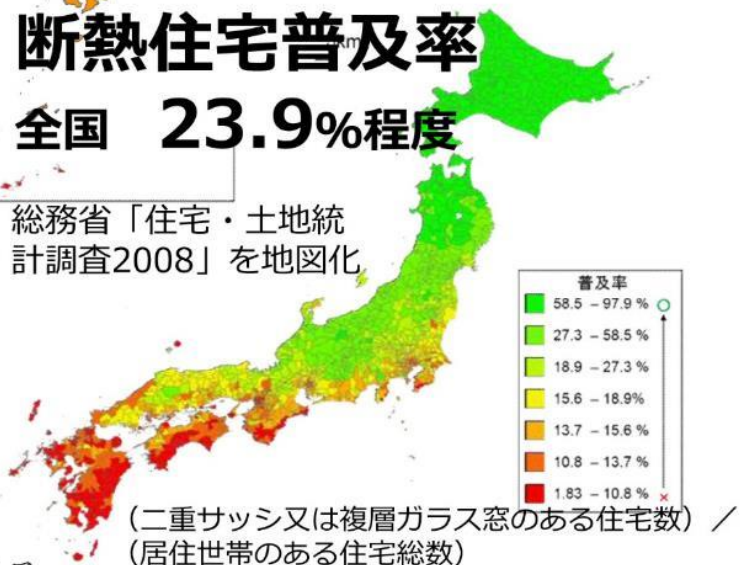 断熱住宅普及率
km
全国 23.9%程度
総務省「住宅・土地統
計調査2008」を地図化
普及率
58.5 – 97.9 % ○
27.3 – 58.5 %
18.9 – 27.3 %
15.6 – 18.9%
13.7 – 15.6 %
10.8 – 13.7 %
1.83 – 10.8 % ×
(二重サッシ又は複層ガラス窓のある住宅数)/
(居住世帯のある住宅総数)